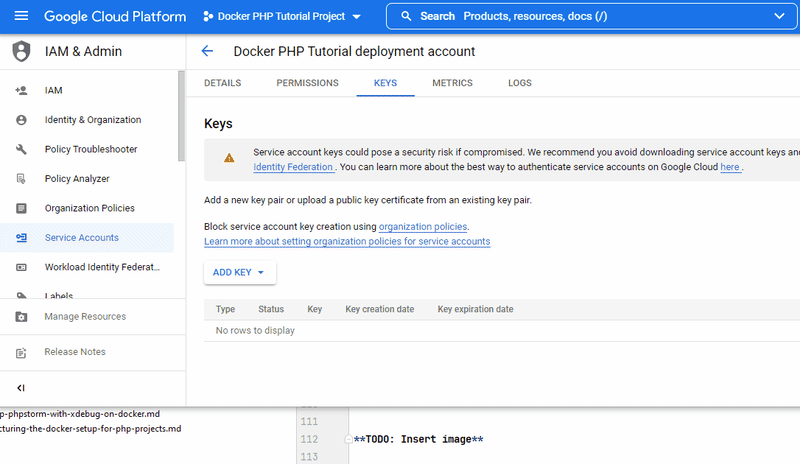 Google Cloud Platform
Docker PHP Tutorial Project
Search Products, resources, docs (/)
IAM & Admin
Docker PHP Tutorial deployment account
DETAILS
PERMISSIONS
KEYS
METRICS
LOGS
IAM
Identity & Organization
Policy Troubleshooter
Policy Analyzer
Organization Policies
Service Accounts
Workload Identity Federat...
Labels
Manage Resources
Release Notes
Keys
Service account keys could pose a security risk if compromised. We recommend you avoid downloading service account keys and
Identity Federation . You can learn more about the best way to authenticate service accounts on Google Cloud here .
Add a new key pair or upload a public key certificate from an existing key pair.
Block service account key creation using organization policies.
Learn more about setting organization policies for service accounts
ADD KEY
Type Status Key Key creation date Key expiration date
No rows to display
p-phpstorm-with-xdebug-on-docker.md
cturing-the-docker-setup-for-php-projects.md
111
112 **TODO: Insert image**
113